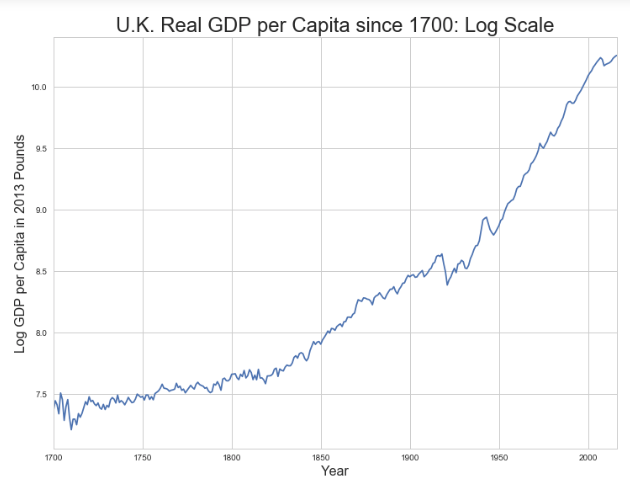 U.K. Real GDP per Capita since 1700: Log Scale
Log GDP per Capita in 2013 Pounds
10.0
9.5
9.0
8.5
8.0
7.5
1700 1750 1800 1850 1900 1950 2000
Year